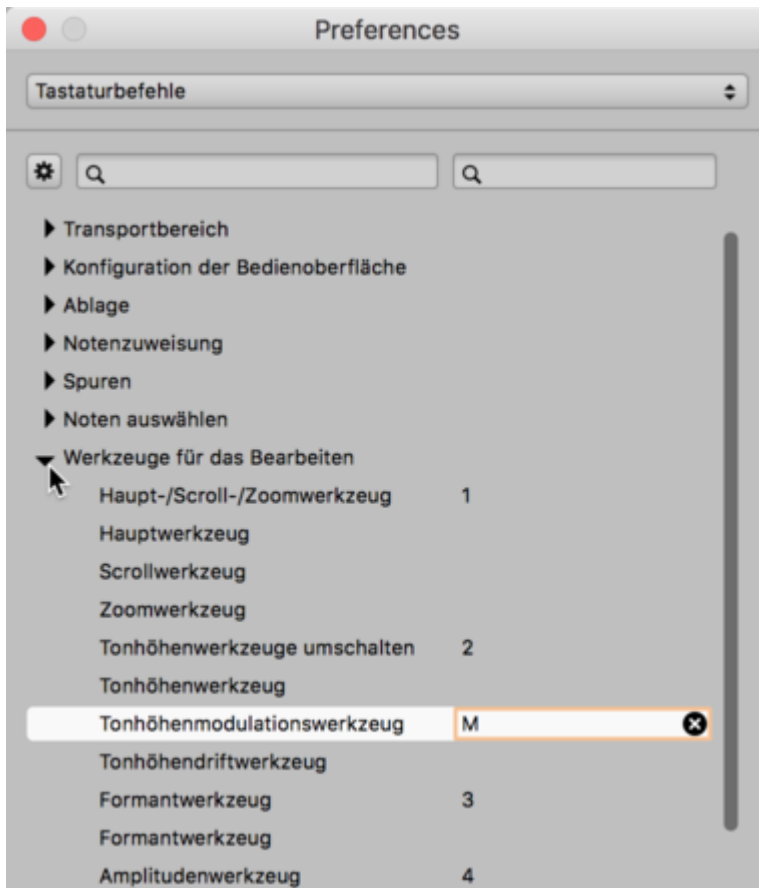 Preferences
Tastaturbefehle
Transportbereich
Konfiguration der Bedienoberfläche
Ablage
Notenzuweisung
Spuren
Noten auswählen
Werkzeuge für das Bearbeiten
Haupt-/Scroll-/Zoomwerkzeug 1
Hauptwerkzeug
Scrollwerkzeug
Zoomwerkzeug
Tonhöhenwerkzeuge umschalten 2
Tonhöhenwerkzeug
Tonhöhenmodulationswerkzeug M
Tonhöhendriftwerkzeug
Formantwerkzeug 3
Formantwerkzeug
Amplitudenwerkzeug 4